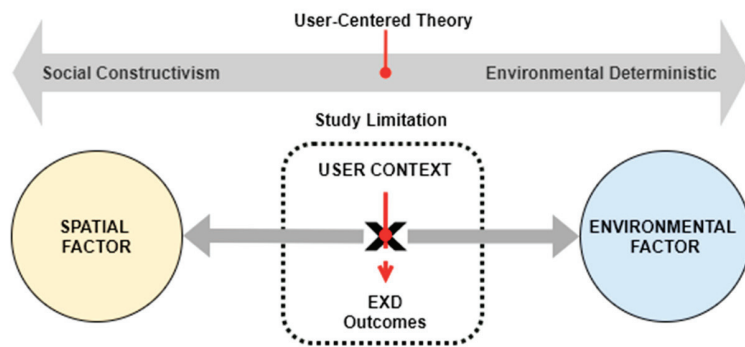 User-Centered Theory
Social Constructivism
Environmental Deterministic
Study Limitation
USER CONTEXT
SPATIAL
FACTOR
ENVIRONMENTAL
FACTOR
EXD
Outcomes